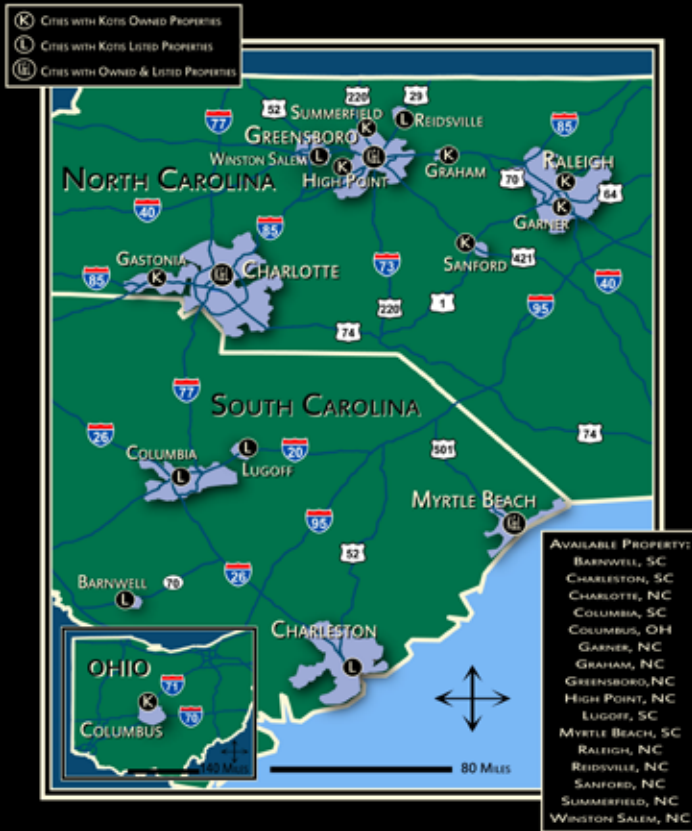 K Cities with Kotis Owned Properties
L Cities with Kotis Listed Properties
Cities with Owned & Listed Properties
220
29
52
Summerfield
K
L
Reidsville
77
85
Greensboro
Winston Salem
L
K
High Point
K
Graham
Raleigh
70
K
64
North Carolina
K
Garner
40
85
K
Sanford
421
Gastonia
Charlotte
85
K
73
40
220
1
95
74
77
South Carolina
26
74
L
20
501
Columbia
L
Lugoff
Myrtle Beach
95
52
Barnwell
70
26
L
Charleston
L
Ohio
71
K
70
Columbus
140 Miles
80 Miles
Available Property:
Barnwell, SC
Charleston, SC
Charlotte, NC
Columbia, SC
Columbus, OH
Garner, NC
Graham, NC
Greensboro, NC
High Point, NC
Lugoff, SC
Myrtle Beach, SC
Raleigh, NC
Reidsville, NC
Sanford, NC
Summerfield, NC
Winston Salem, NC